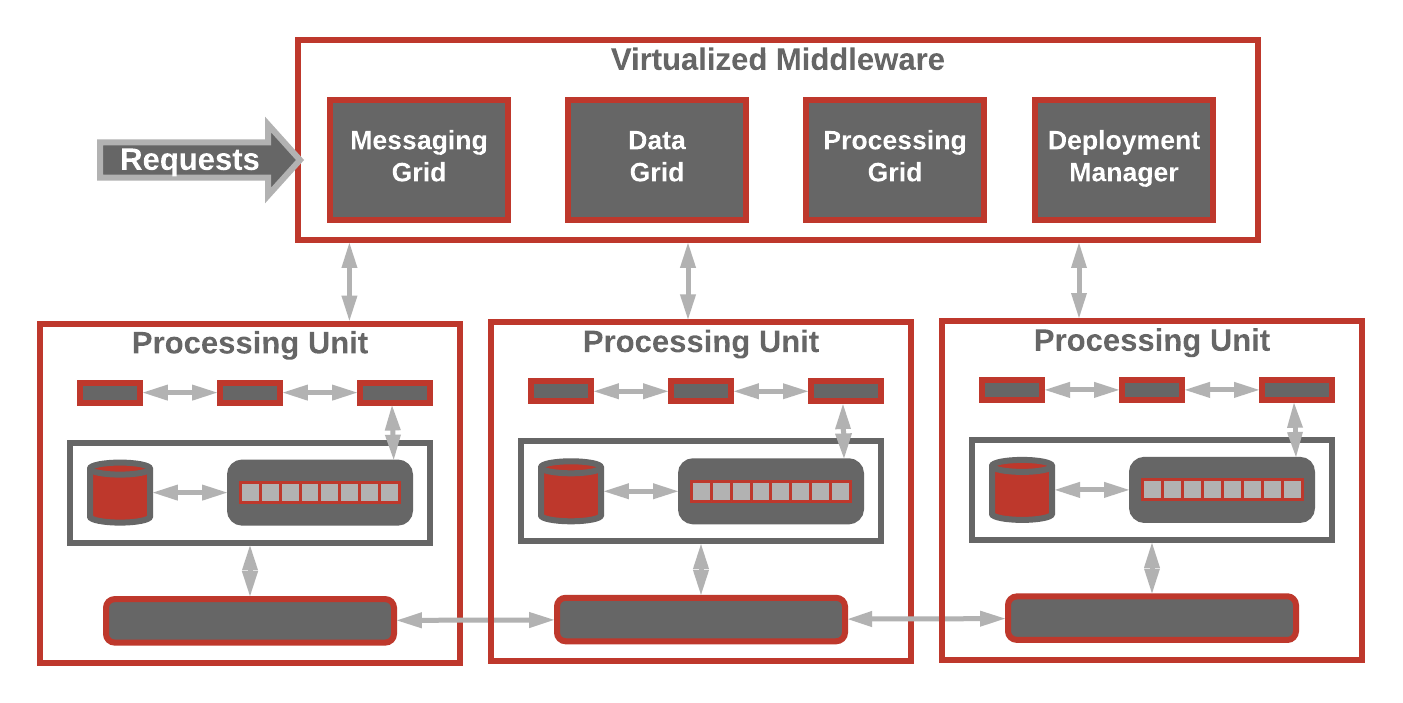 Virtualized Middleware
Requests
Messaging
Grid
Data
Grid
Processing
Grid
Deployment
Manager
Processing Unit
Processing Unit
Processing Unit